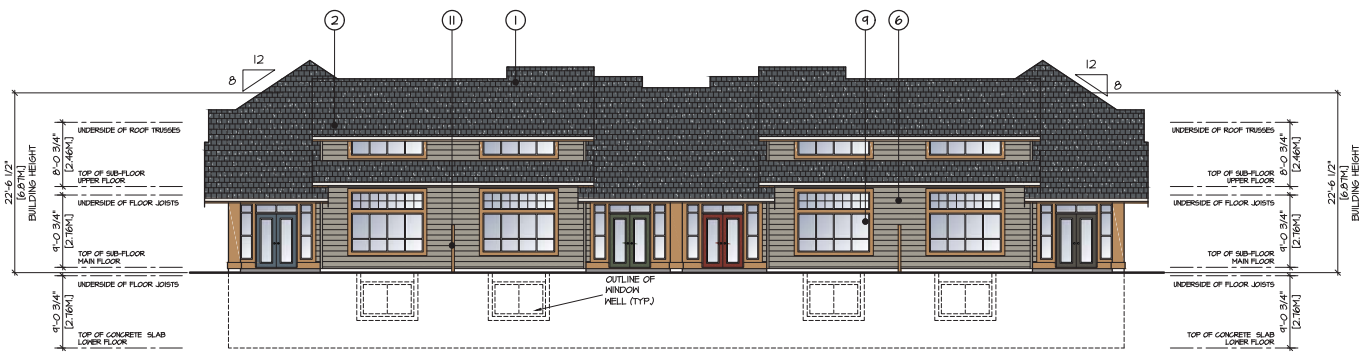 2
11
1
9
6
12
8
12
8
UNDERSIDE OF ROOF TRUSSES
8'-0 3/4"
[2.46M.]
TOP OF SUB-FLOOR
UPPER FLOOR
UNDERSIDE OF FLOOR JOISTS
9'-0 3/4"
[2.76M.]
TOP OF SUB-FLOOR
MAIN FLOOR
UNDERSIDE OF FLOOR JOISTS
9'-0 3/4"
[2.76M.]
TOP OF CONCRETE SLAB
LOWER FLOOR
22'-6 1/2"
[6.87M.]
BUILDING HEIGHT
OUTLINE OF
WINDOW
WELL (TYP.)
UNDERSIDE OF ROOF TRUSSES
8'-0 3/4"
[2.46M.]
TOP OF SUB-FLOOR
UPPER FLOOR
UNDERSIDE OF FLOOR JOISTS
9'-0 3/4"
[2.76M.]
TOP OF SUB-FLOOR
MAIN FLOOR
UNDERSIDE OF FLOOR JOISTS
9'-0 3/4"
[2.76M.]
TOP OF CONCRETE SLAB
LOWER FLOOR
22'-6 1/2"
[6.87M.]
BUILDING HEIGHT